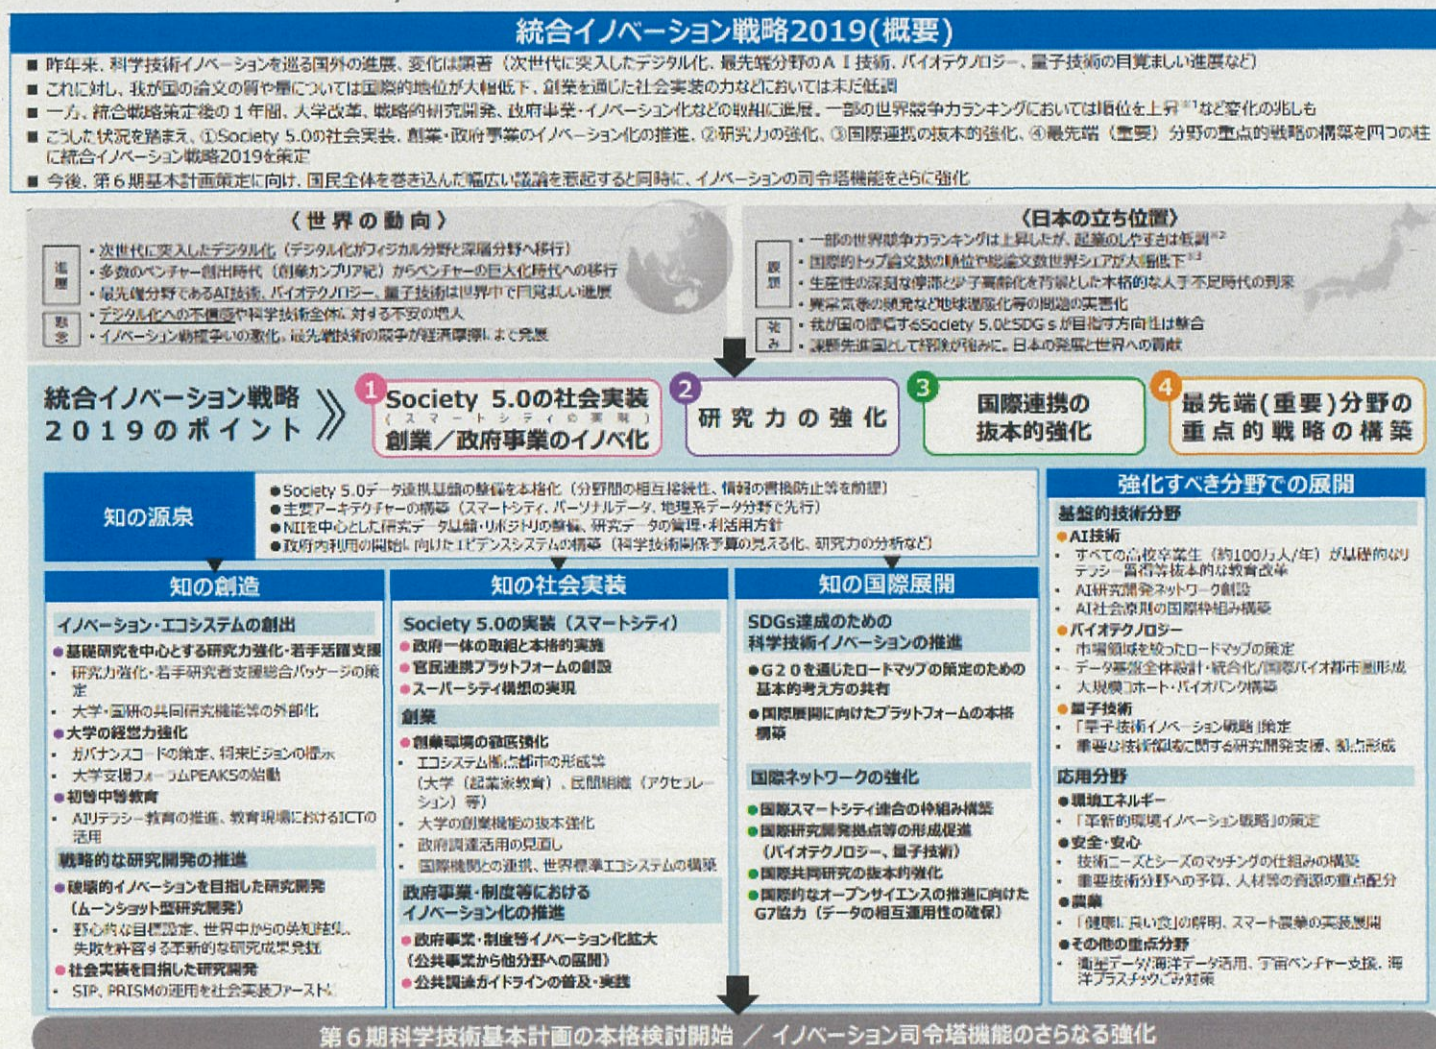 統合イノベーション戦略2019(概要)
■ 昨年来、科学技術イノベーションを巡る国外の進展、変化は顕著（次世代に突入したデジタル化、最先端分野のＡＩ技術、バイオテクノロジー、量子技術の目覚ましい進展など）
■ これに対し、我が国の論文の質や量については国際的地位が大幅低下、創業を通じた社会実装の力などにおいては未だ低調
■ 一方、統合戦略策定後の１年間、大学改革、戦略的研究開発、政府事業・イノベーション化などの取組に進展。一部の世界競争力ランキングにおいては順位を上昇※1など変化の兆しも
■ こうした状況を踏まえ、①Society 5.0の社会実装、創業・政府事業のイノベーション化の推進、②研究力の強化、③国際連携の抜本的強化、④最先端（重要）分野の重点的戦略の構築を四つの柱
に統合イノベーション戦略2019を策定
■ 今後、第６期基本計画策定に向け、国民全体を巻き込んだ幅広い議論を惹起すると同時に、イノベーションの司令塔機能をさらに強化
〈世界の動向〉
進展
・次世代に突入したデジタル化（デジタル化がフィジカル分野と深層分野へ移行）
・多数のベンチャー創出時代（創業カンブリア紀）からベンチャーの巨大化時代への移行
・最先端分野であるAI技術、バイオテクノロジー、量子技術は世界中で目覚ましい進展
懸念
・デジタル化への不信感や科学技術全体に対する不安の増大
・イノベーション覇権争いの激化、最先端技術の競争が経済摩擦にまで発展
〈日本の立ち位置〉
課題
・一部の世界競争力ランキングは上昇したが、起業のしやすさは低調※2
・国際的トップ論文数の順位や総論文数世界シェアが大幅低下※3
・生産性の深刻な停滞と少子高齢化を背景とした本格的な人手不足時代の到来
・異常気象の頻発など地球温暖化等の問題の実害化
強み
・我が国の提唱するSociety 5.0とSDGｓが目指す方向性は整合
・課題先進国として経験が強みに。日本の発展と世界への貢献
統合イノベーション戦略
２０１９のポイント
1
Society 5.0の社会実装
(スマートシティの実現)
創業／政府事業のイノベ化
2
研究力の強化
3
国際連携の
抜本的強化
4
最先端(重要)分野の
重点的戦略の構築
知の源泉
●Society 5.0データ連携基盤の整備を本格化（分野間の相互接続性、情報の書換防止等を前提）
●主要アーキテクチャーの構築（スマートシティ、パーソナルデータ、地理系データ分野で先行）
●NIIを中心とした研究データ基盤・リポジトリの整備、研究データの管理・利活用方針
●政府内利用の開始に向けたエビデンスシステムの構築（科学技術関係予算の見える化、研究力の分析など）
知の創造
イノベーション・エコシステムの創出
●基礎研究を中心とする研究力強化・若手活躍支援
・ 研究力強化・若手研究者支援総合パッケージの策
定
・ 大学・国研の共同研究機能等の外部化
●大学の経営力強化
・ ガバナンスコードの策定、将来ビジョンの提示
・ 大学支援フォーラムPEAKSの始動
●初等中等教育
・ AIリテラシー教育の推進、教育現場におけるICTの
活用
戦略的な研究開発の推進
●破壊的イノベーションを目指した研究開発
（ムーンショット型研究開発）
・ 野心的な目標設定、世界中からの英知結集、
失敗を許容する革新的な研究成果発掘
●社会実装を目指した研究開発
・ SIP、PRISMの運用を社会実装ファーストに
知の社会実装
Society 5.0の実装（スマートシティ）
●政府一体の取組と本格的実施
●官民連携プラットフォームの創設
●スーパーシティ構想の実現
創業
●創業環境の徹底強化
・ エコシステム拠点都市の形成等
（大学（起業家教育）、民間組織（アクセラレー
ション）等）
・ 大学の創業機能の抜本強化
・ 政府調達活用の見直し
・ 国際機関との連携、世界標準エコシステムの構築
政府事業・制度等における
イノベーション化の推進
●政府事業・制度等イノベーション化拡大
（公共事業から他分野への展開）
●公共調達ガイドラインの普及・実践
知の国際展開
SDGs達成のための
科学技術イノベーションの推進
●Ｇ２０を通じたロードマップの策定のための
基本的考え方の共有
●国際展開に向けたプラットフォームの本格
構築
国際ネットワークの強化
●国際スマートシティ連合の枠組み構築
●国際研究開発拠点等の形成促進
（バイオテクノロジー、量子技術）
●国際共同研究の抜本的強化
●国際的なオープンサイエンスの推進に向けた
G7協力（データの相互運用性の確保）
強化すべき分野での展開
基盤的技術分野
●AI技術
・ すべての高校卒業生（約100万人/年）が基礎的なリ
テラシー習得等抜本的な教育改革
・ AI研究開発ネットワーク創設
・ AI社会原則の国際枠組み構築
●バイオテクノロジー
・ 市場領域を絞ったロードマップの策定
・ データ基盤全体設計・統合化/国際バイオ都市圏形成
・ 大規模コホート・バイオバンク構築
●量子技術
・ 「量子技術イノベーション戦略」策定
・ 重要な技術領域に関する研究開発支援、拠点形成
応用分野
●環境エネルギー
・ 「革新的環境イノベーション戦略」の策定
●安全・安心
・ 技術ニーズとシーズのマッチングの仕組みの構築
・ 重要技術分野への予算、人材等の資源の重点配分
●農業
・ 「健康に良い食」の解明、スマート農業の実装展開
●その他の重点分野
・ 衛星データ/海洋データ活用、宇宙ベンチャー支援、海
洋プラスチックごみ対策
第６期科学技術基本計画の本格検討開始 ／ イノベーション司令塔機能のさらなる強化